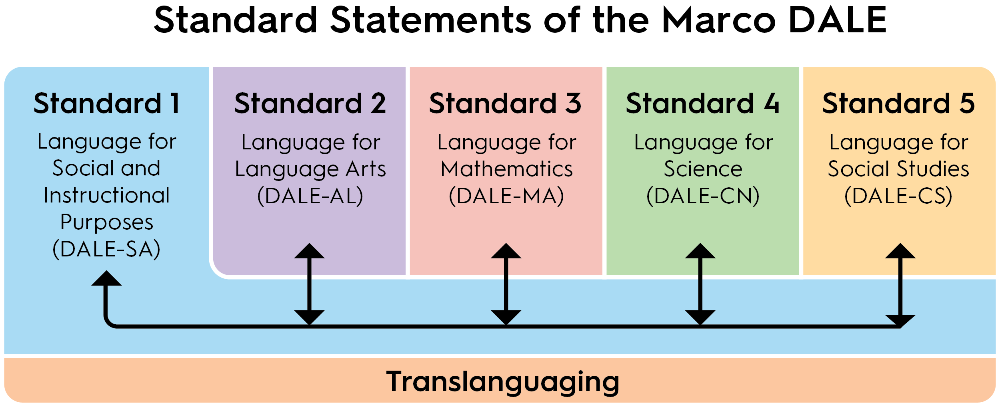 Standard Statements of the Marco DALE
Standard 1
Language for
Social and
Instructional
Purposes
(DALE-SA)
Standard 2
Language for
Language Arts
(DALE-AL)
Standard 3
Language for
Mathematics
(DALE-MA)
Standard 4
Language for
Science
(DALE-CN)
Standard 5
Language for
Social Studies
(DALE-CS)
Translanguaging